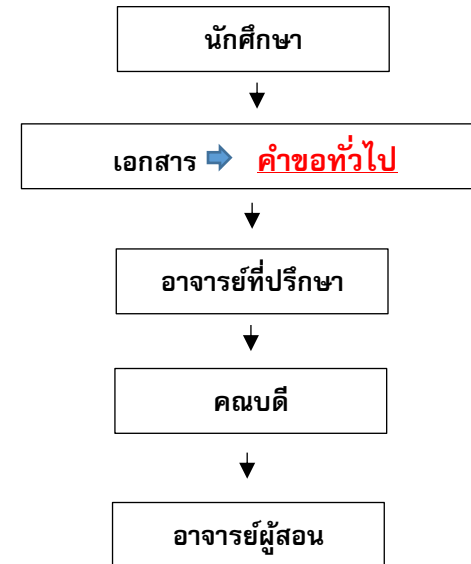 นักศึกษา
เอกสาร คำขอทั่วไป
อาจารย์ที่ปรึกษา
คณบดี
อาจารย์ผู้สอน